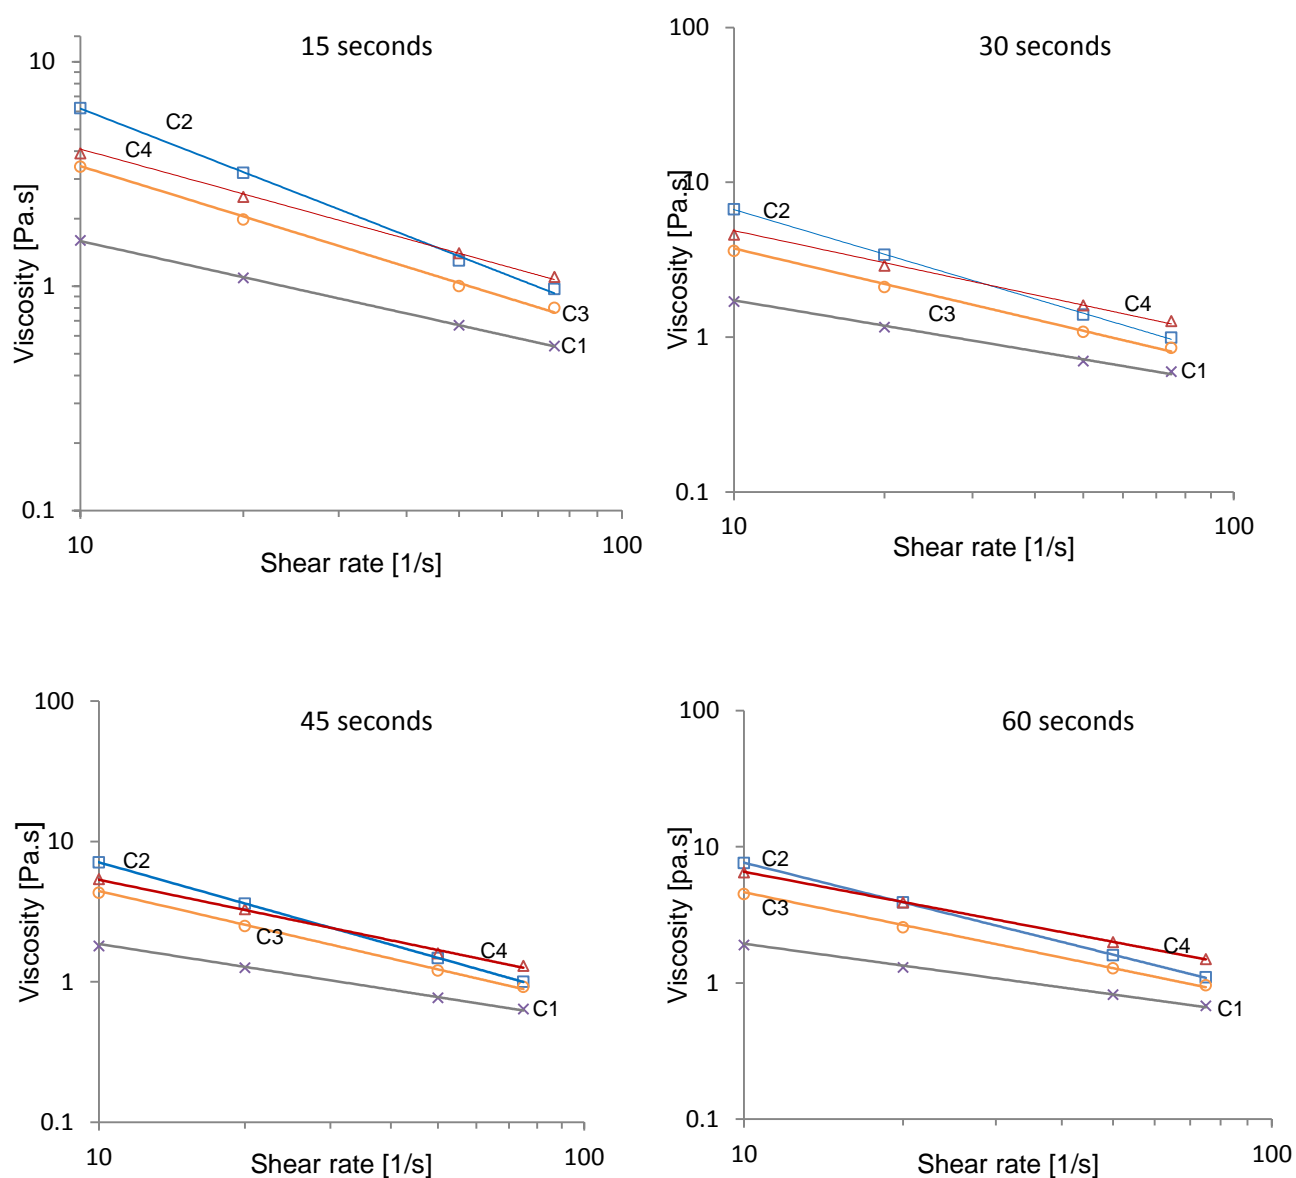 15 seconds
10
1
0.1
Viscosity [Pa.s]
C2
C4
C3
C1
10
100
Shear rate [1/s]
30 seconds
100
10
1
0.1
Viscosity [Pa.s]
C2
C4
C3
C1
10
100
Shear rate [1/s]
45 seconds
100
10
1
0.1
Viscosity [Pa.s]
C2
C3
C4
C1
10
100
Shear rate [1/s]
60 seconds
100
10
1
0.1
Viscosity [pa.s]
C2
C3
C4
C1
10
100
Shear rate [1/s]